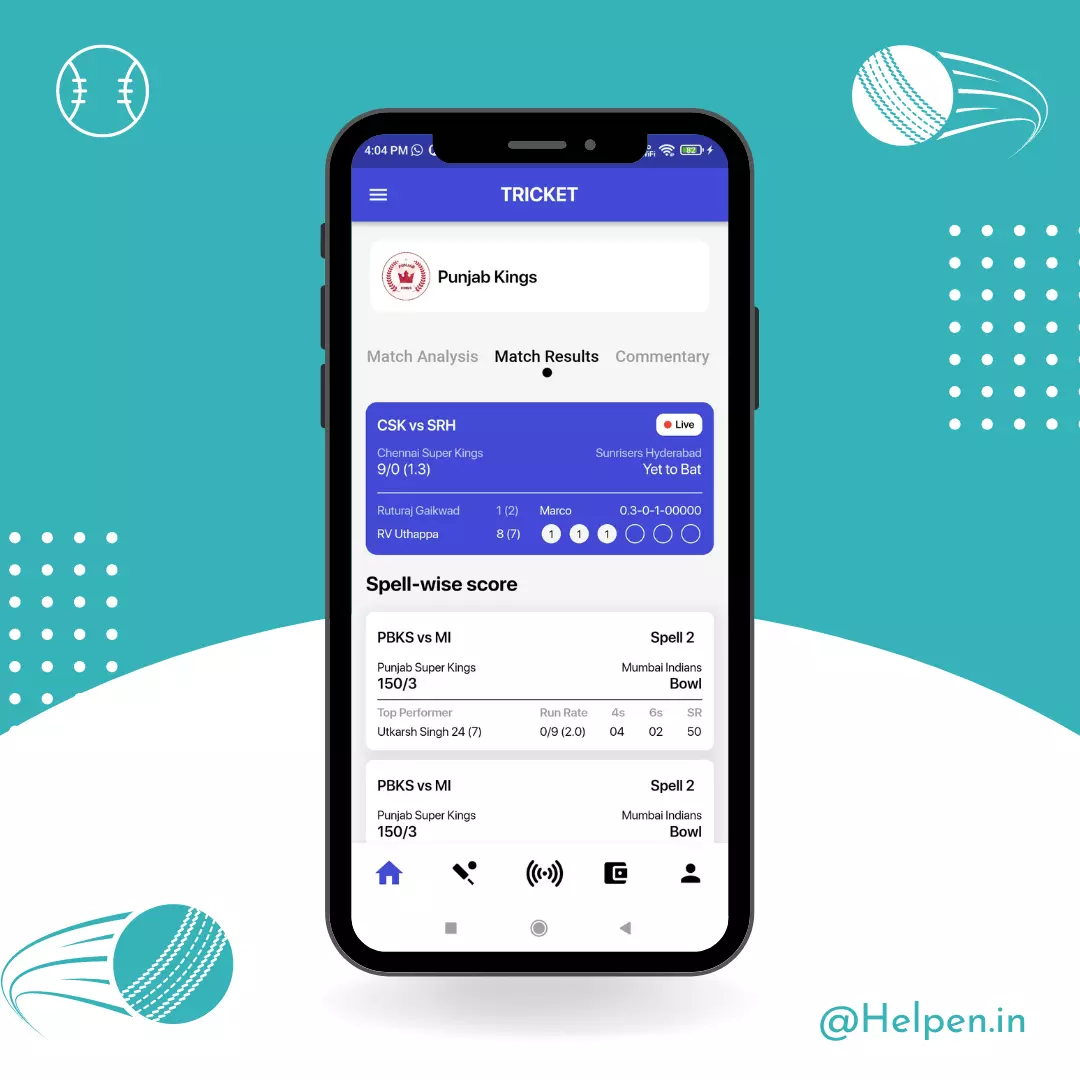 4:04 PM
82
TRICKET
PUNJAB
KINGS
Punjab Kings
Match Analysis Match Results Commentary
CSK vs SRH Live
Chennai Super Kings Sunrisers Hyderabad
9/0 (1.3) Yet to Bat
Ruturaj Gaikwad 1 (2) Marco 0.3-0-1-00000
RV Uthappa 8 (7) 1 1 1
Spell-wise score
PBKS vs MI Spell 2
Punjab Super Kings Mumbai Indians
150/3 Bowl
Top Performer Run Rate 4s 6s SR
Utkarsh Singh 24 (7) 0/9 (2.0) 04 02 50
PBKS vs MI Spell 2
Punjab Super Kings Mumbai Indians
150/3 Bowl
@Helpen.in